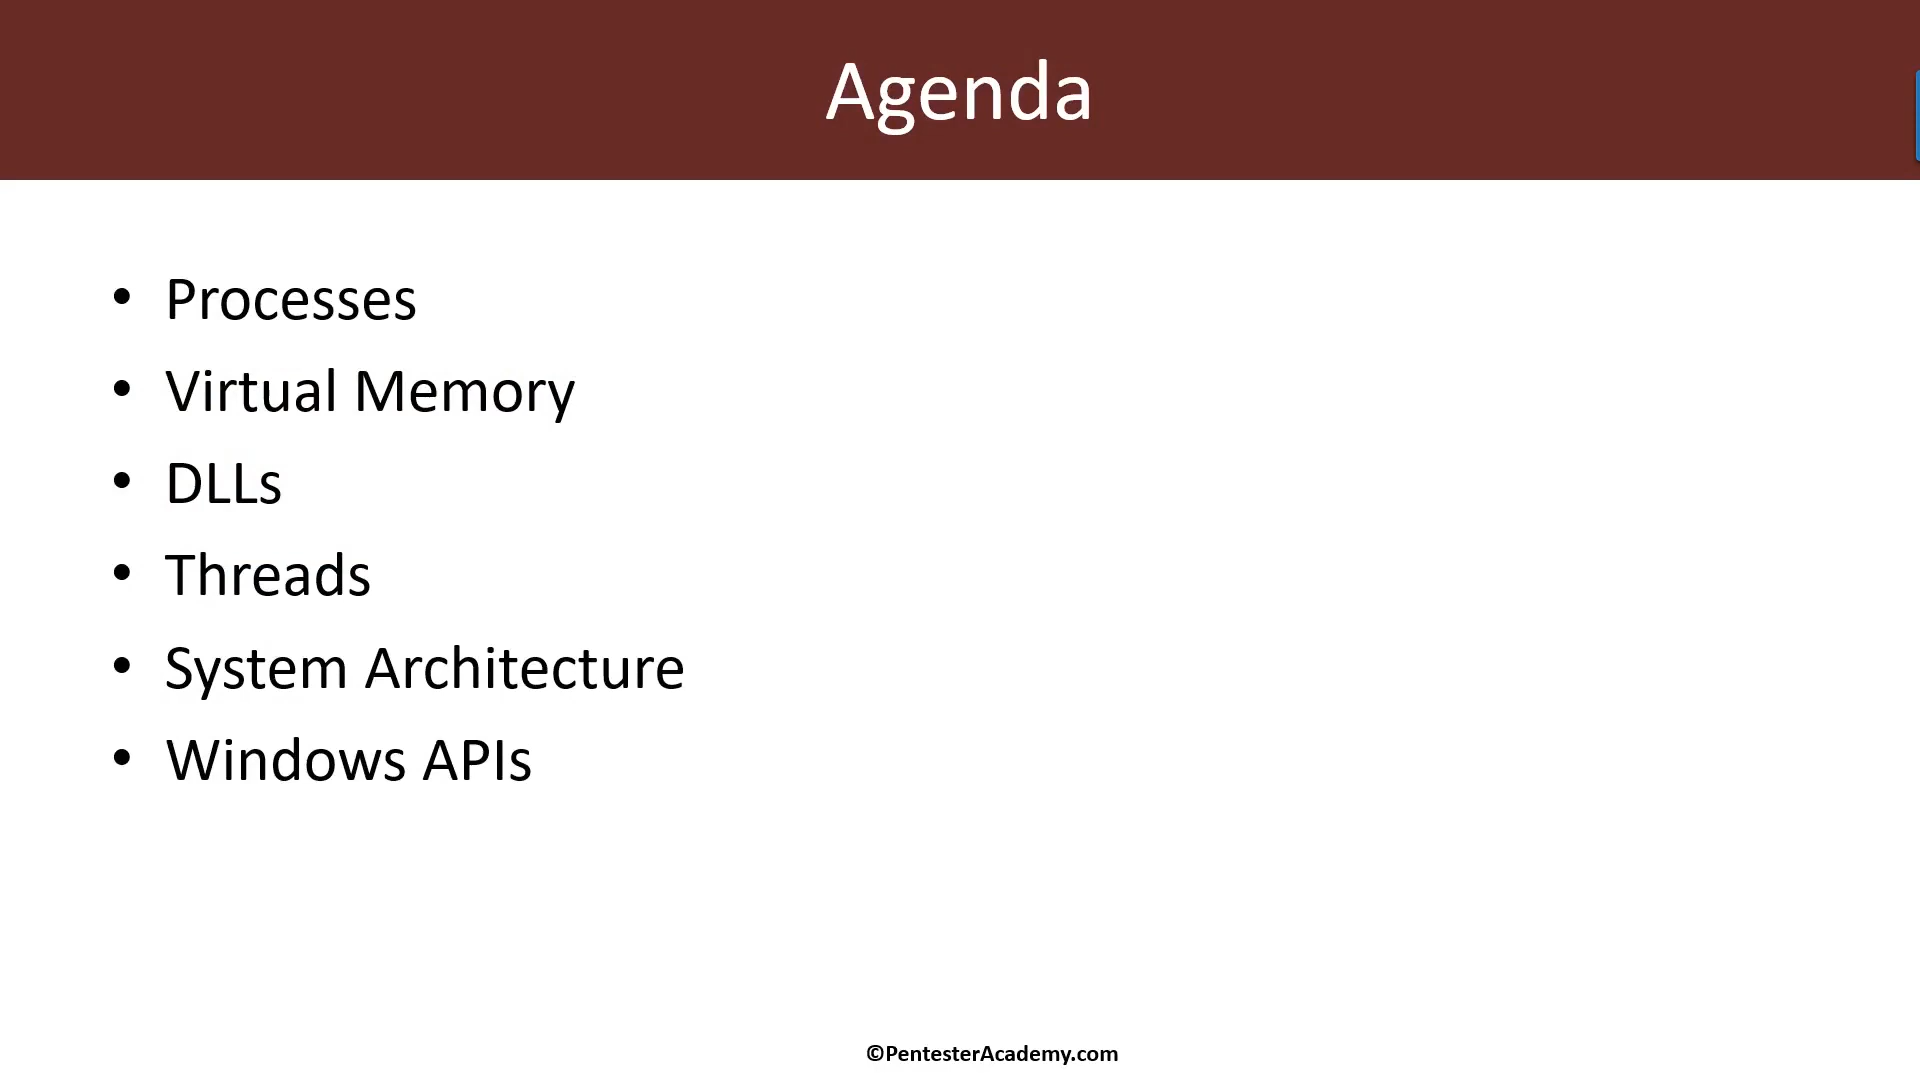 Agenda
• Processes
• Virtual Memory
• DLLs
• Threads
• System Architecture
• Windows APIs
©PentesterAcademy.com